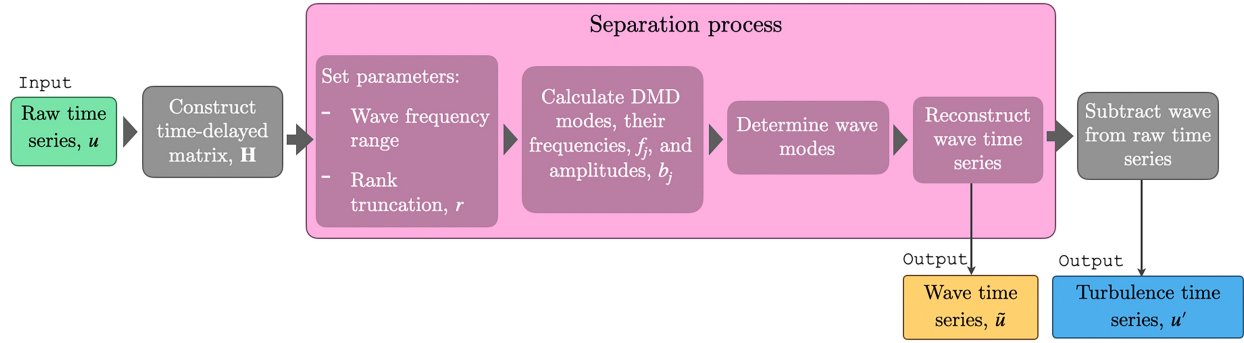 Separation process
Input
Raw time
series, u
Construct
time-delayed
matrix, H
Set parameters:
- Wave frequency
range
- Rank
truncation, r
Calculate DMD
modes, their
frequencies, f_j, and
amplitudes, b_j
Determine wave
modes
Reconstruct
wave time
series
Subtract wave
from raw time
series
Output
Wave time
series, ũ
Output
Turbulence time
series, u′